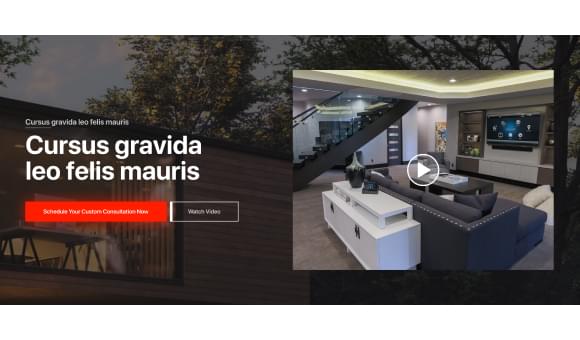 Cursus gravida leo felis mauris
Cursus gravida
leo felis mauris
Schedule Your Custom Consultation Now
Watch Video